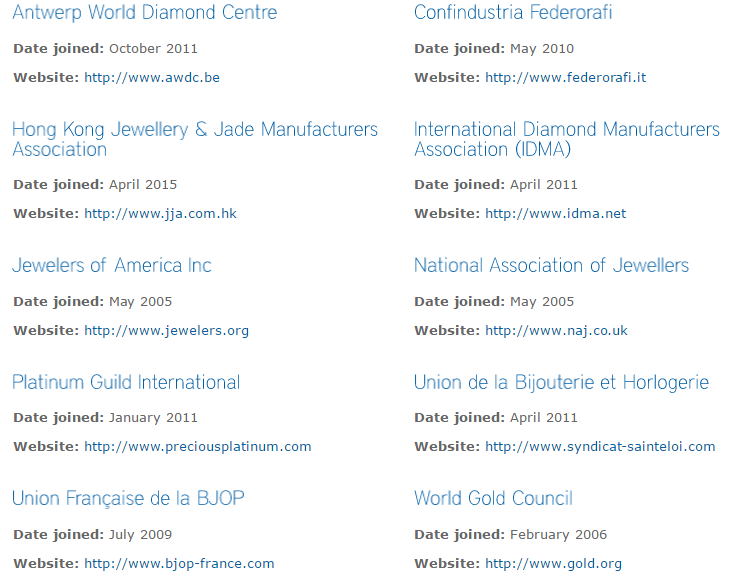 Antwerp World Diamond Centre
Date joined: October 2011
Website: http://www.awdc.be
Confindustria Federorafi
Date joined: May 2010
Website: http://www.federorafi.it
Hong Kong Jewellery & Jade Manufacturers
Association
Date joined: April 2015
Website: http://www.jja.com.hk
International Diamond Manufacturers
Association (IDMA)
Date joined: April 2011
Website: http://www.idma.net
Jewelers of America Inc
Date joined: May 2005
Website: http://www.jewelers.org
National Association of Jewellers
Date joined: May 2005
Website: http://www.naj.co.uk
Platinum Guild International
Date joined: January 2011
Website: http://www.preciousplatinum.com
Union de la Bijouterie et Horlogerie
Date joined: April 2011
Website: http://www.syndicat-sainteloi.com
Union Française de la BJOP
Date joined: July 2009
Website: http://www.bjop-france.com
World Gold Council
Date joined: February 2006
Website: http://www.gold.org